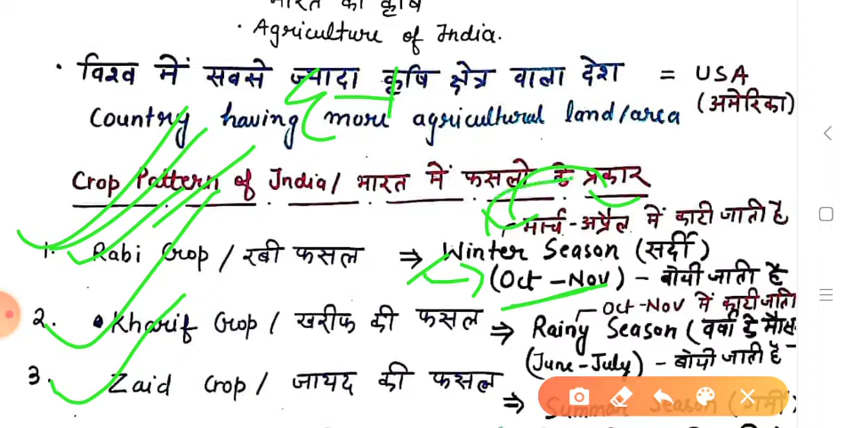 भारत की कृषि
• Agriculture of India.
• विश्व में सबसे ज्यादा कृषि क्षेत्र वाला देश = USA
(अमेरिका)
Country having more agricultural land/area
Crop Pattern of India/ भारत में फसलो के प्रकार
मार्च-अप्रैल में काटी जाती है
1. Rabi Crop / रबी फसल ⇒ Winter Season (सर्दी)
(Oct-Nov) - बोयी जाती है
Oct-Nov में काटी जाती
2. Kharif Crop / खरीफ की फसल ⇒ Rainy Season (वर्षा के
(June-July) - बोयी जाती है
3. Zaid Crop / जायद की फसल
⇒ Summer Season (गर्मी